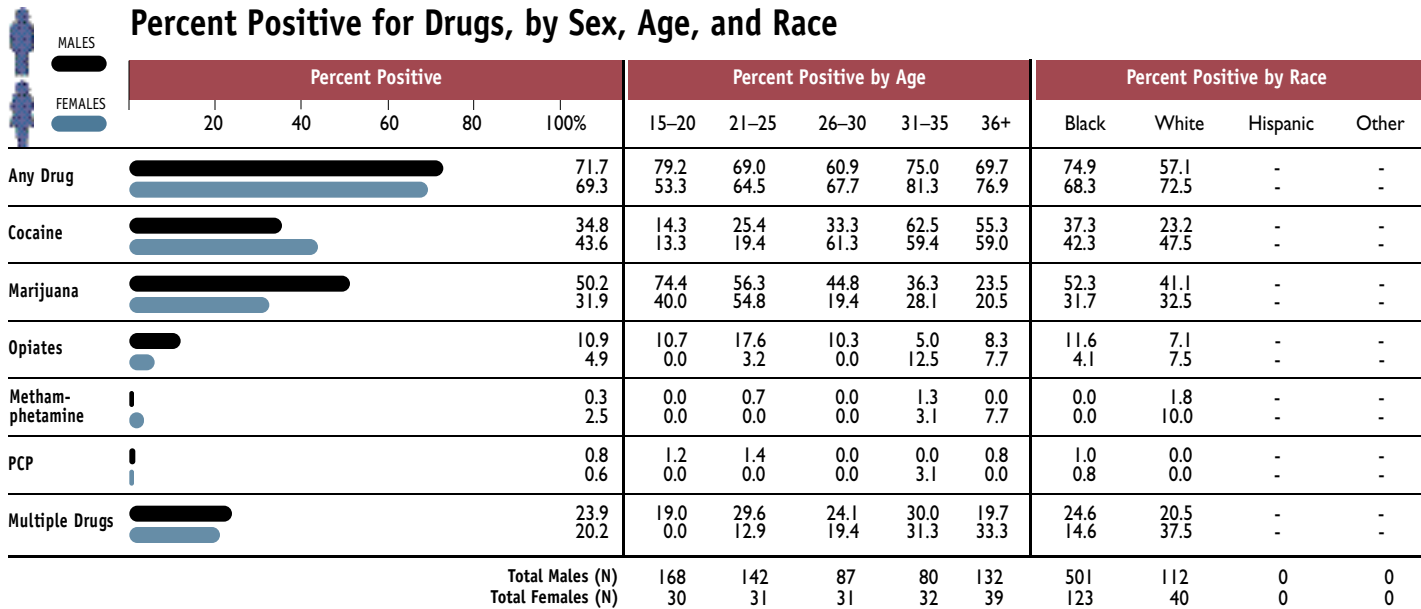 Percent Positive for Drugs, by Sex, Age, and Race
MALES
FEMALES
Percent Positive Percent Positive by Age Percent Positive by Race
20 40 60 80 100% 15–20 21–25 26–30 31–35 36+ Black White Hispanic Other
Any Drug 71.7 79.2 69.0 60.9 75.0 69.7 74.9 57.1 - -
69.3 53.3 64.5 67.7 81.3 76.9 68.3 72.5 - -
Cocaine 34.8 14.3 25.4 33.3 62.5 55.3 37.3 23.2 - -
43.6 13.3 19.4 61.3 59.4 59.0 42.3 47.5 - -
Marijuana 50.2 74.4 56.3 44.8 36.3 23.5 52.3 41.1 - -
31.9 40.0 54.8 19.4 28.1 20.5 31.7 32.5 - -
Opiates 10.9 10.7 17.6 10.3 5.0 8.3 11.6 7.1 - -
4.9 0.0 3.2 0.0 12.5 7.7 4.1 7.5 - -
Metham- 0.3 0.0 0.7 0.0 1.3 0.0 0.0 1.8 - -
phetamine 2.5 0.0 0.0 0.0 3.1 7.7 0.0 10.0 - -
PCP 0.8 1.2 1.4 0.0 0.0 0.8 1.0 0.0 - -
0.6 0.0 0.0 0.0 3.1 0.0 0.8 0.0 - -
Multiple Drugs 23.9 19.0 29.6 24.1 30.0 19.7 24.6 20.5 - -
20.2 0.0 12.9 19.4 31.3 33.3 14.6 37.5 - -
Total Males (N) 168 142 87 80 132 501 112 0 0
Total Females (N) 30 31 31 32 39 123 40 0 0